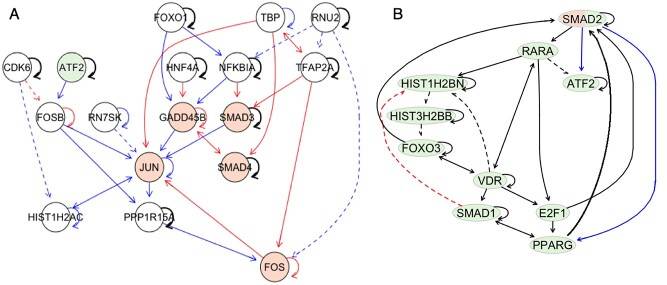 A
FOXO1
TBP
RNU2
CDK6
ATF2
HNF4A
NFKBIA
TFAP2A
FOSB
RN7SK
GADD45B
SMAD3
JUN
SMAD4
HIST1H2AC
PPP1R15A
FOS
B
SMAD2
RARA
HIST1H2BN
ATF2
HIST3H2BB
FOXO3
VDR
SMAD1
E2F1
PPARG